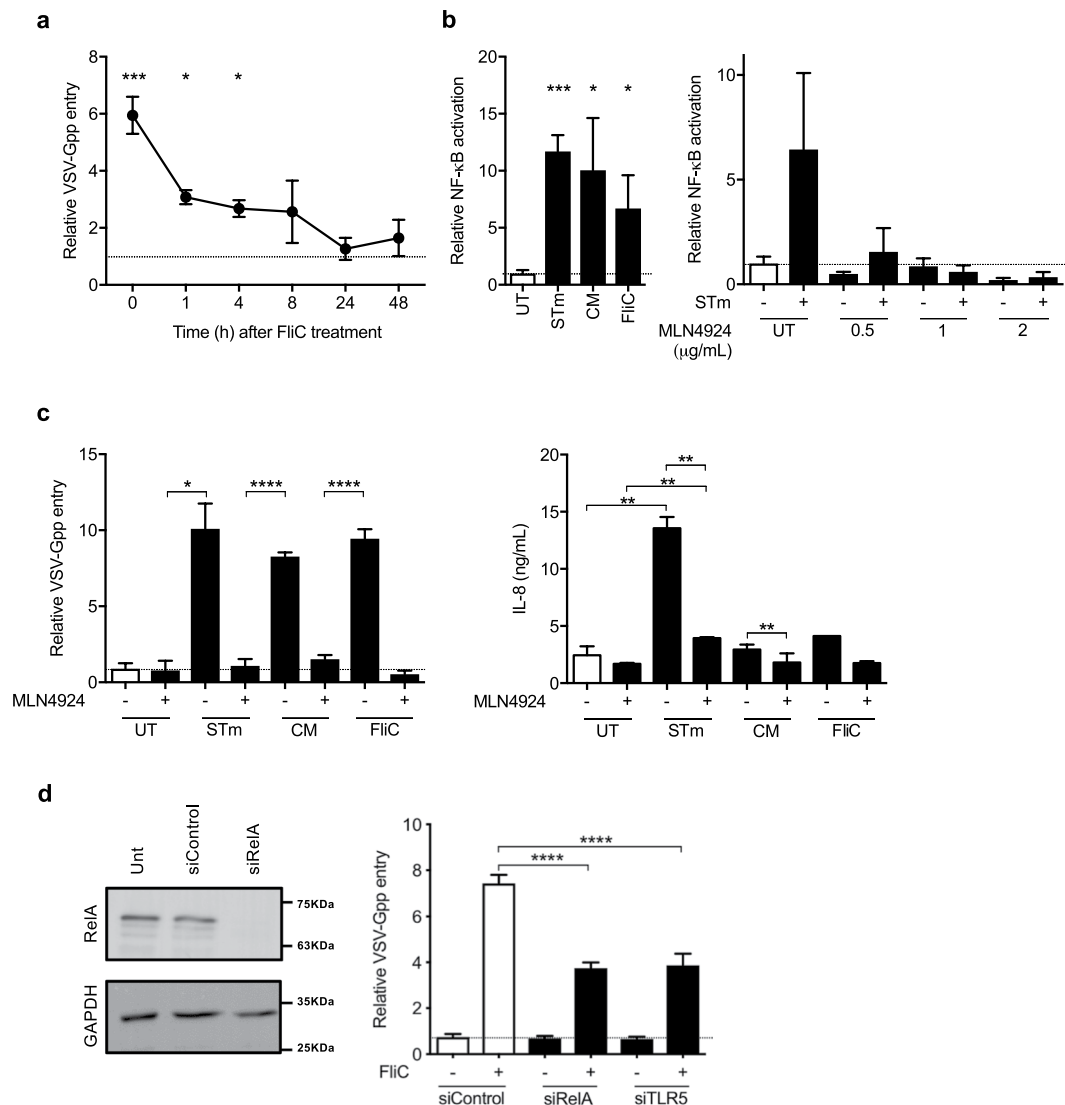 a
8
6
4
2
0
Relative VSV-Gpp entry
*** * *
0 1 4 8 24 48
Time (h) after FliC treatment
b
20
15
10
5
0
Relative NF-κB activation
*** * *
UT STm CM FliC
10
5
0
Relative NF-κB activation
STm - + - + - + - +
MLN4924 UT 0.5 1 2
(μg/mL)
c
15
10
5
0
Relative VSV-Gpp entry
* **** ****
MLN4924 - + - + - + - +
UT STm CM FliC
20
15
10
5
0
IL-8 (ng/mL)
**
**
**
**
MLN4924 - + - + - + - +
UT STm CM FliC
d
Unt siControl siRelA
RelA
75KDa
63KDa
GAPDH
35KDa
25KDa
10
8
6
4
2
0
Relative VSV-Gpp entry
****
****
FliC - + - + - +
siControl siRelA siTLR5